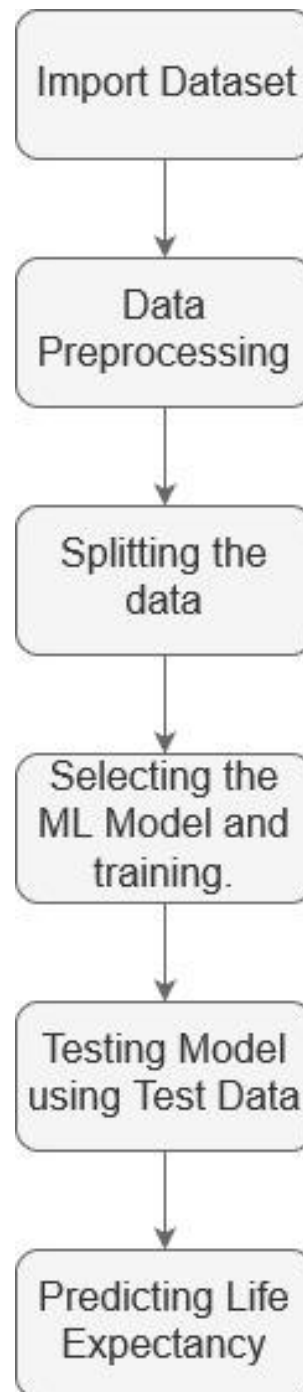 Import Dataset
Data
Preprocessing
Splitting the
data
Selecting the
ML Model and
training.
Testing Model
using Test Data
Predicting Life
Expectancy